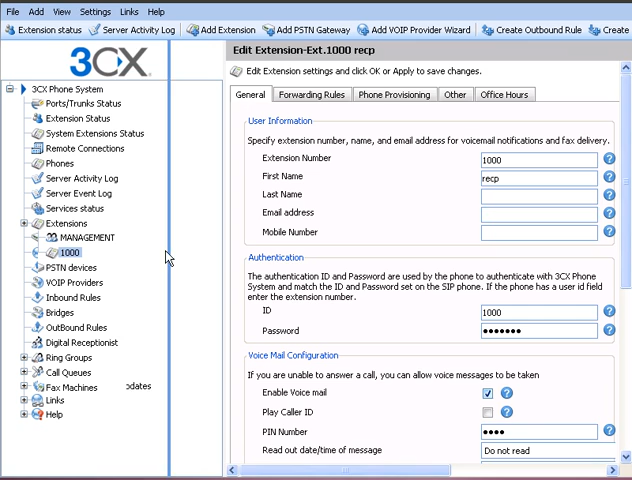 File Add View Settings Links Help
Extension status Server Activity Log Add Extension Add PSTN Gateway Add VOIP Provider Wizard Create Outbound Rule Create
3CX
Edit Extension-Ext.1000 recp
Edit Extension settings and click OK or Apply to save changes.
3CX Phone System
Ports/Trunks Status
Extension Status
System Extensions Status
Remote Connections
Phones
Server Activity Log
Server Event Log
Services status
Extensions
MANAGEMENT
1000
PSTN devices
VOIP Providers
Inbound Rules
Bridges
OutBound Rules
Digital Receptionist
Ring Groups
Call Queues
Fax Machines
odates
Links
Help
General Forwarding Rules Phone Provisioning Other Office Hours
User Information
Specify extension number, name, and email address for voicemail notifications and fax delivery.
Extension Number 1000 ?
First Name recp ?
Last Name ?
Email address ?
Mobile Number ?
Authentication
The authentication ID and Password are used by the phone to authenticate with 3CX Phone
System and match the ID and Password set on the SIP phone. If the phone has a user id field
enter the extension number.
ID 1000 ?
Password ••••••• ?
Voice Mail Configuration
If you are unable to answer a call, you can allow voice messages to be taken
Enable Voice mail ?
Play Caller ID ?
PIN Number •••• ?
Read out date/time of message Do not read